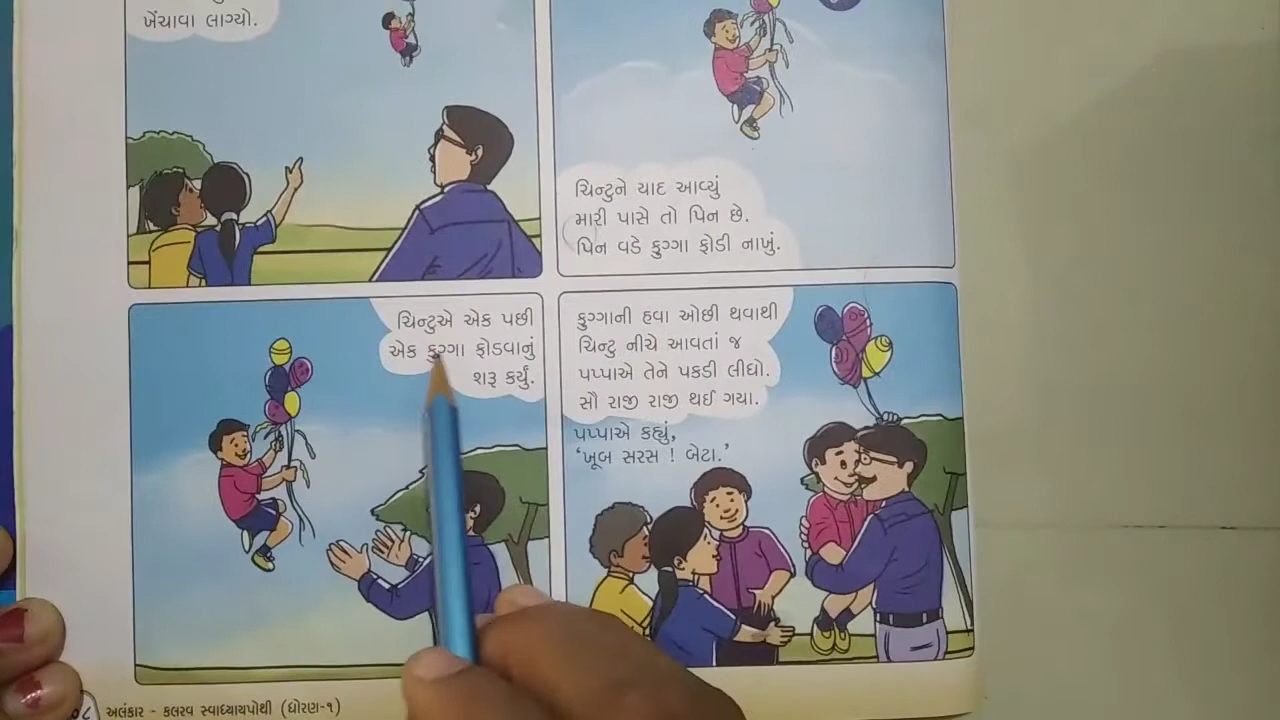 ખેંચાવા લાગ્યો.
ચિન્ટુને યાદ આવ્યું
મારી પાસે તો પિન છે.
પિન વડે ફુગ્ગા ફોડી નાખું.
ચિન્ટુએ એક પછી
એક ફુગ્ગા ફોડવાનું
શરૂ કર્યું.
ફુગ્ગાની હવા ઓછી થવાથી
ચિન્ટુ નીચે આવતાં જ
પપ્પાએ તેને પકડી લીધો.
સૌ રાજી રાજી થઈ ગયા.
પપ્પાએ કહ્યું,
‘ખૂબ સરસ ! બેટા.’
અલંકાર - કલરવ સ્વાધ્યાયપોથી (ધોરણ-૧)